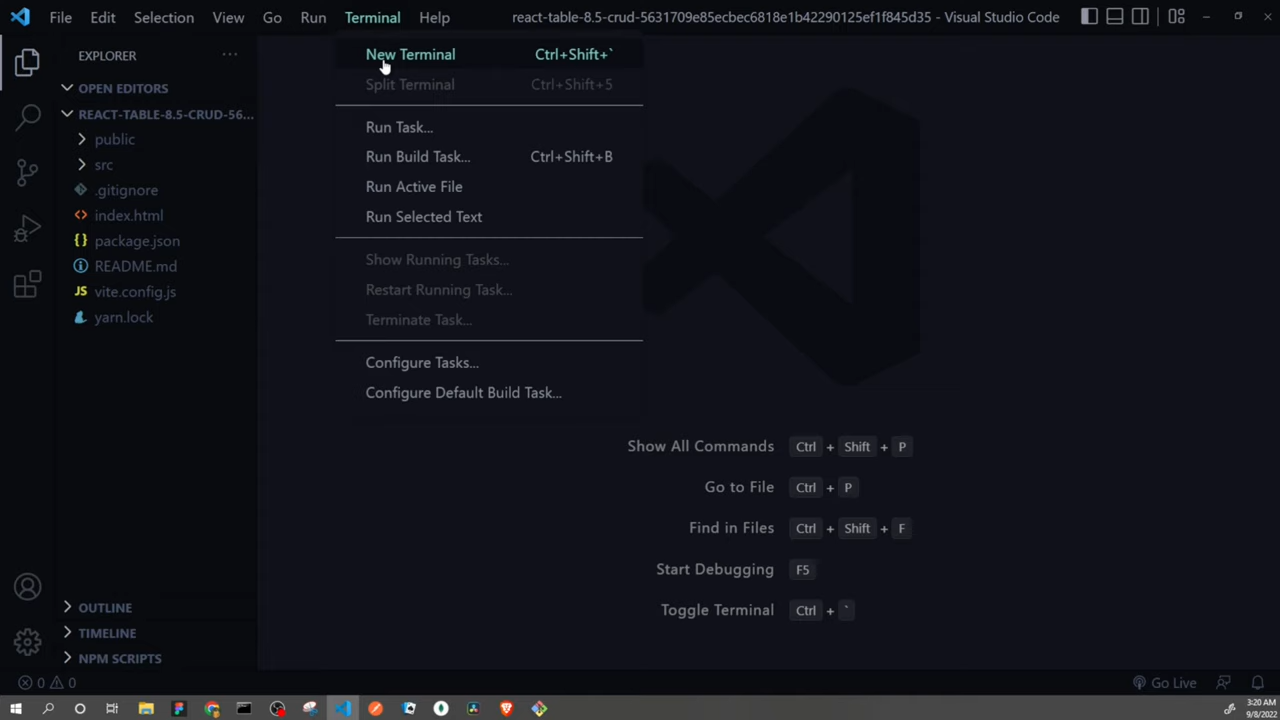 File Edit Selection View Go Run Terminal Help react-table-8.5-crud-5631709e85ecbec6818e1b42290125ef1f845d35 - Visual Studio Code
EXPLORER ...
OPEN EDITORS
REACT-TABLE-8.5-CRUD-56...
public
src
.gitignore
index.html
{} package.json
README.md
JS vite.config.js
yarn.lock
New Terminal Ctrl+Shift+`
Split Terminal Ctrl+Shift+5
Run Task...
Run Build Task... Ctrl+Shift+B
Run Active File
Run Selected Text
Show Running Tasks...
Restart Running Task...
Terminate Task...
Configure Tasks...
Configure Default Build Task...
Show All Commands Ctrl + Shift + P
Go to File Ctrl + P
Find in Files Ctrl + Shift + F
Start Debugging F5
Toggle Terminal Ctrl + `
OUTLINE
TIMELINE
NPM SCRIPTS
0 0 Go Live
3:20 AM
9/8/2022